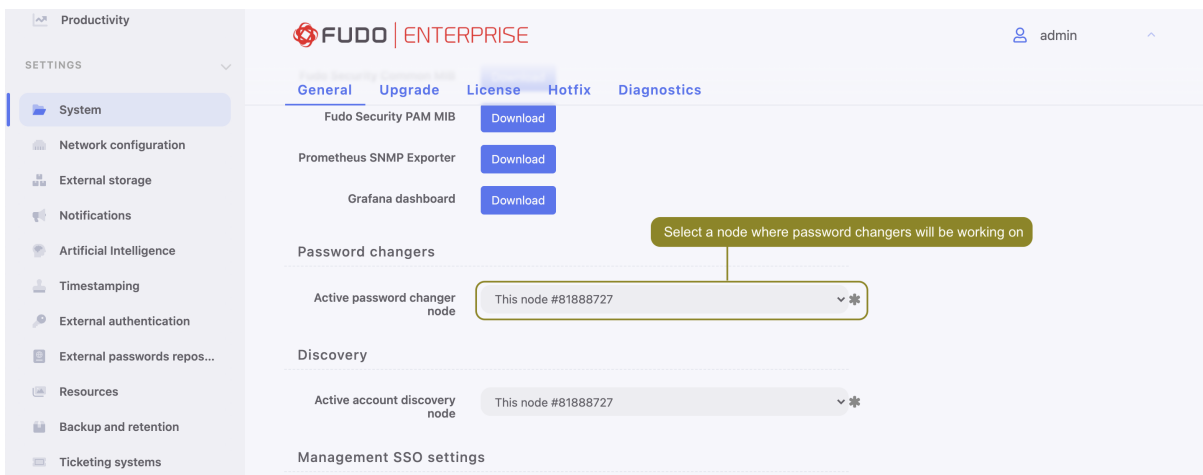 Productivity
SETTINGS
System
Network configuration
External storage
Notifications
Artificial Intelligence
Timestamping
External authentication
External passwords repos...
Resources
Backup and retention
Ticketing systems
FUDO | ENTERPRISE
admin
General Upgrade License Hotfix Diagnostics
Fudo Security PAM MIB Download
Prometheus SNMP Exporter Download
Grafana dashboard Download
Select a node where password changers will be working on
Password changers
Active password changer
node
This node #81888727
Discovery
Active account discovery
node
This node #81888727
Management SSO settings